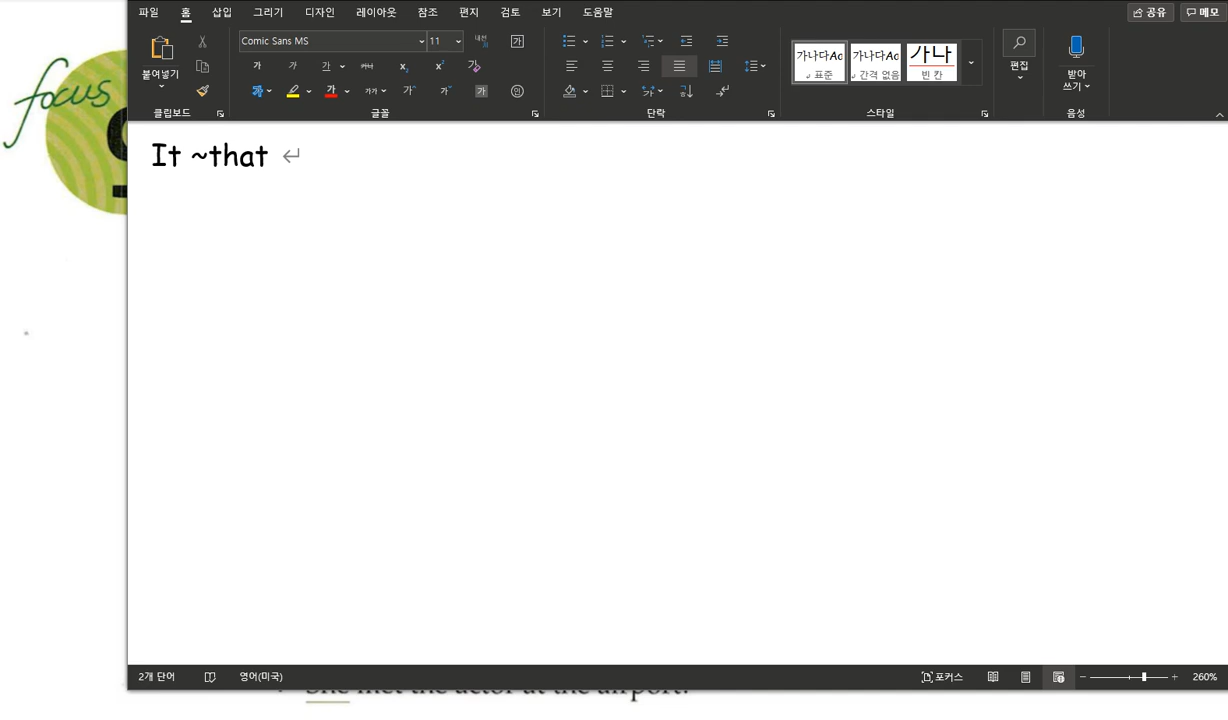 파일 홈 삽입 그리기 디자인 레이아웃 참조 편지 검토 보기 도움말 공유 메모
focus
붙여넣기
클립보드
Comic Sans MS 11
가 가 가 가
글꼴
단락
가나다Ac 가나다Ac 가나
표준 간격 없음 빈 칸
스타일
편집
받아
쓰기
음성
It ~that
2개 단어 영어(미국) 포커스 260%
She met the actor at the airport.